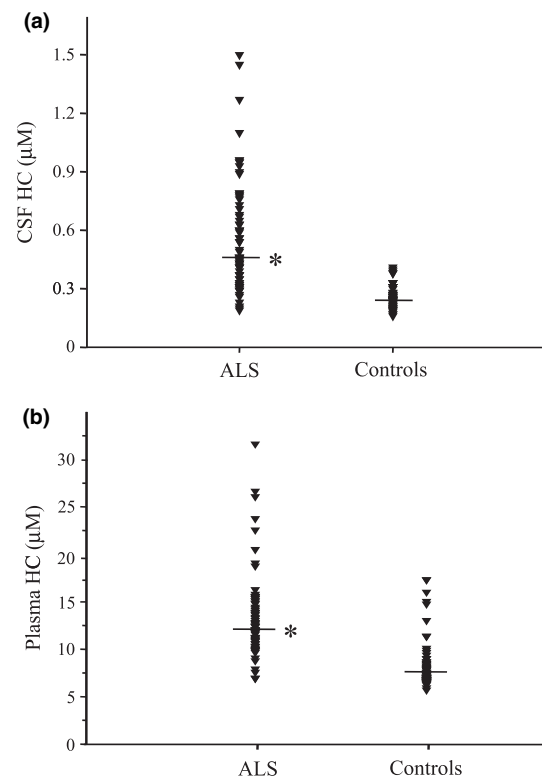 (a)
CSF HC (µM)
1.5
1.2
0.9
0.6
0.3
0
*
ALS Controls
(b)
Plasma HC (µM)
30
25
20
15
10
5
0
*
ALS Controls